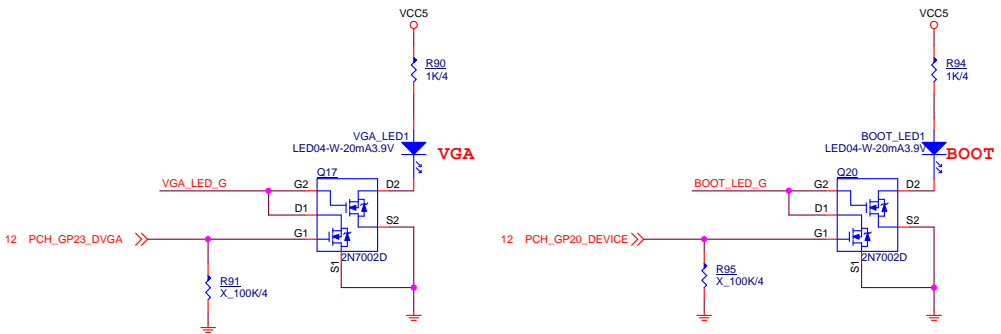 VCC5
R90
1K/4
VGA_LED1
LED04-W-20mA3.9V
VGA
Q17
VGA_LED_G
G2
D2
D1
S2
12 PCH_GP23_DVGA
G1
2N7002D
S1
R91
X_100K/4
VCC5
R94
1K/4
BOOT_LED1
LED04-W-20mA3.9V
BOOT
Q20
BOOT_LED_G
G2
D2
D1
S2
12 PCH_GP20_DEVICE
G1
2N7002D
S1
R95
X_100K/4